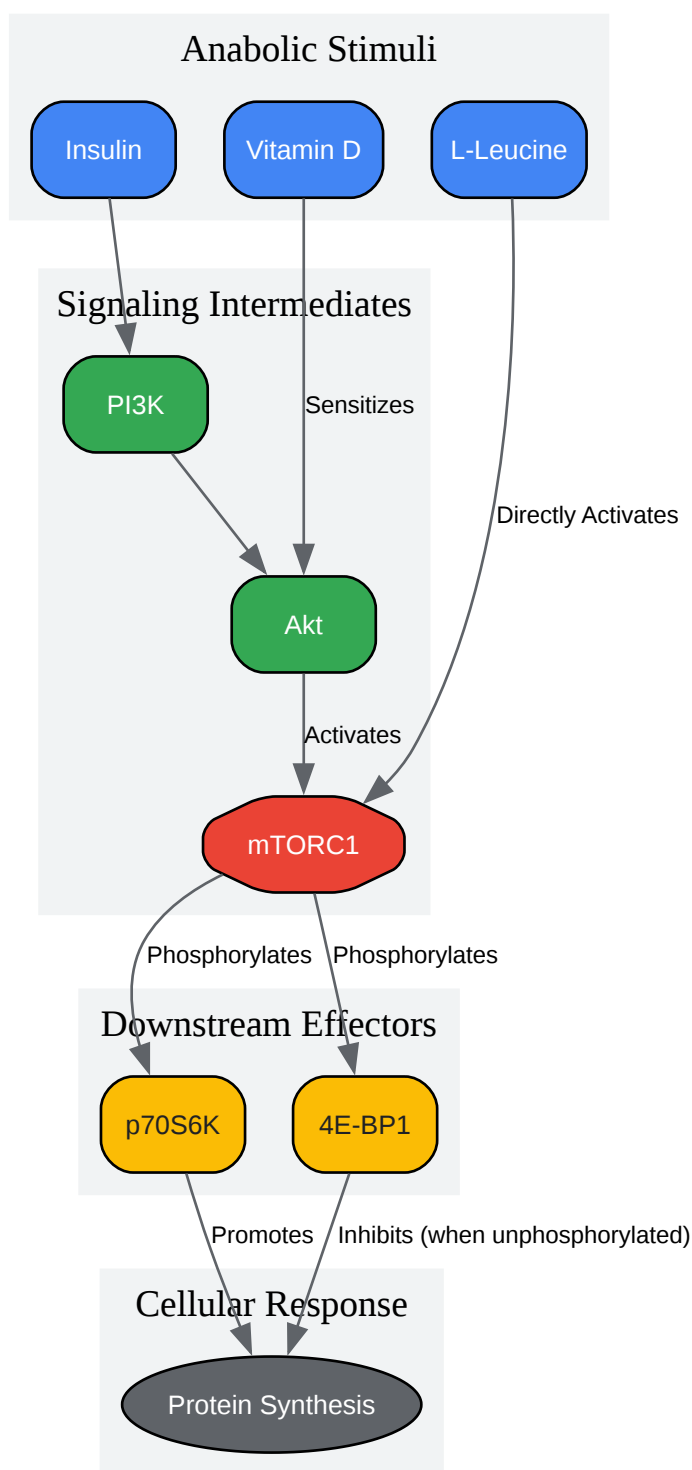 Anabolic Stimuli
Insulin
Vitamin D
L-Leucine
Signaling Intermediates
PI3K
Sensitizes
Directly Activates
Akt
Activates
mTORC1
Phosphorylates
Phosphorylates
Downstream Effectors
p70S6K
4E-BP1
Promotes
Inhibits (when unphosphorylated)
Cellular Response
Protein Synthesis